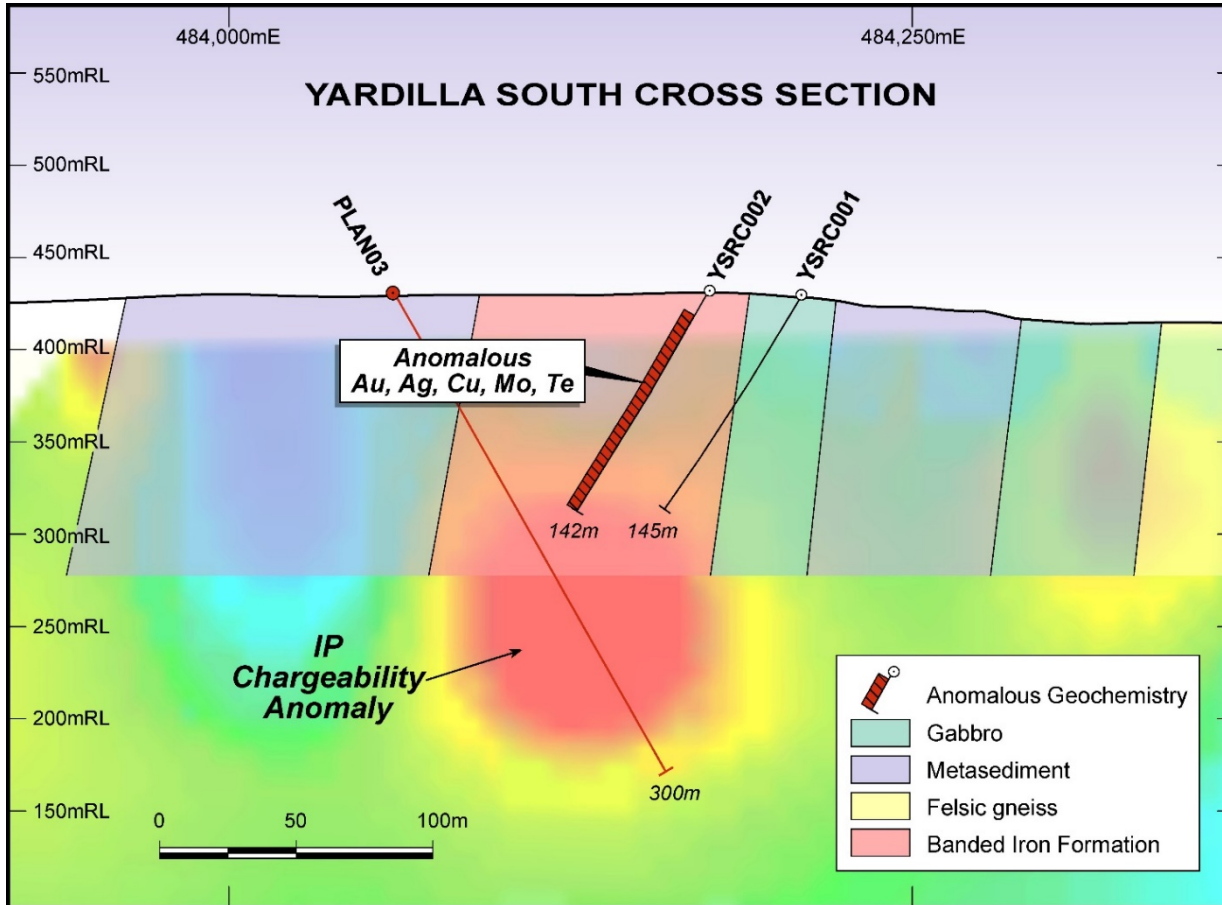 484,000mE
484,250mE
550mRL
YARDILLA SOUTH CROSS SECTION
500mRL
450mRL
PLAN03
YSRC002
YSRC001
400mRL
Anomalous
Au, Ag, Cu, Mo, Te
350mRL
300mRL
142m
145m
250mRL
IP
Chargeability
Anomaly
200mRL
300m
150mRL
0
50
100m
Anomalous Geochemistry
Gabbro
Metasediment
Felsic gneiss
Banded Iron Formation